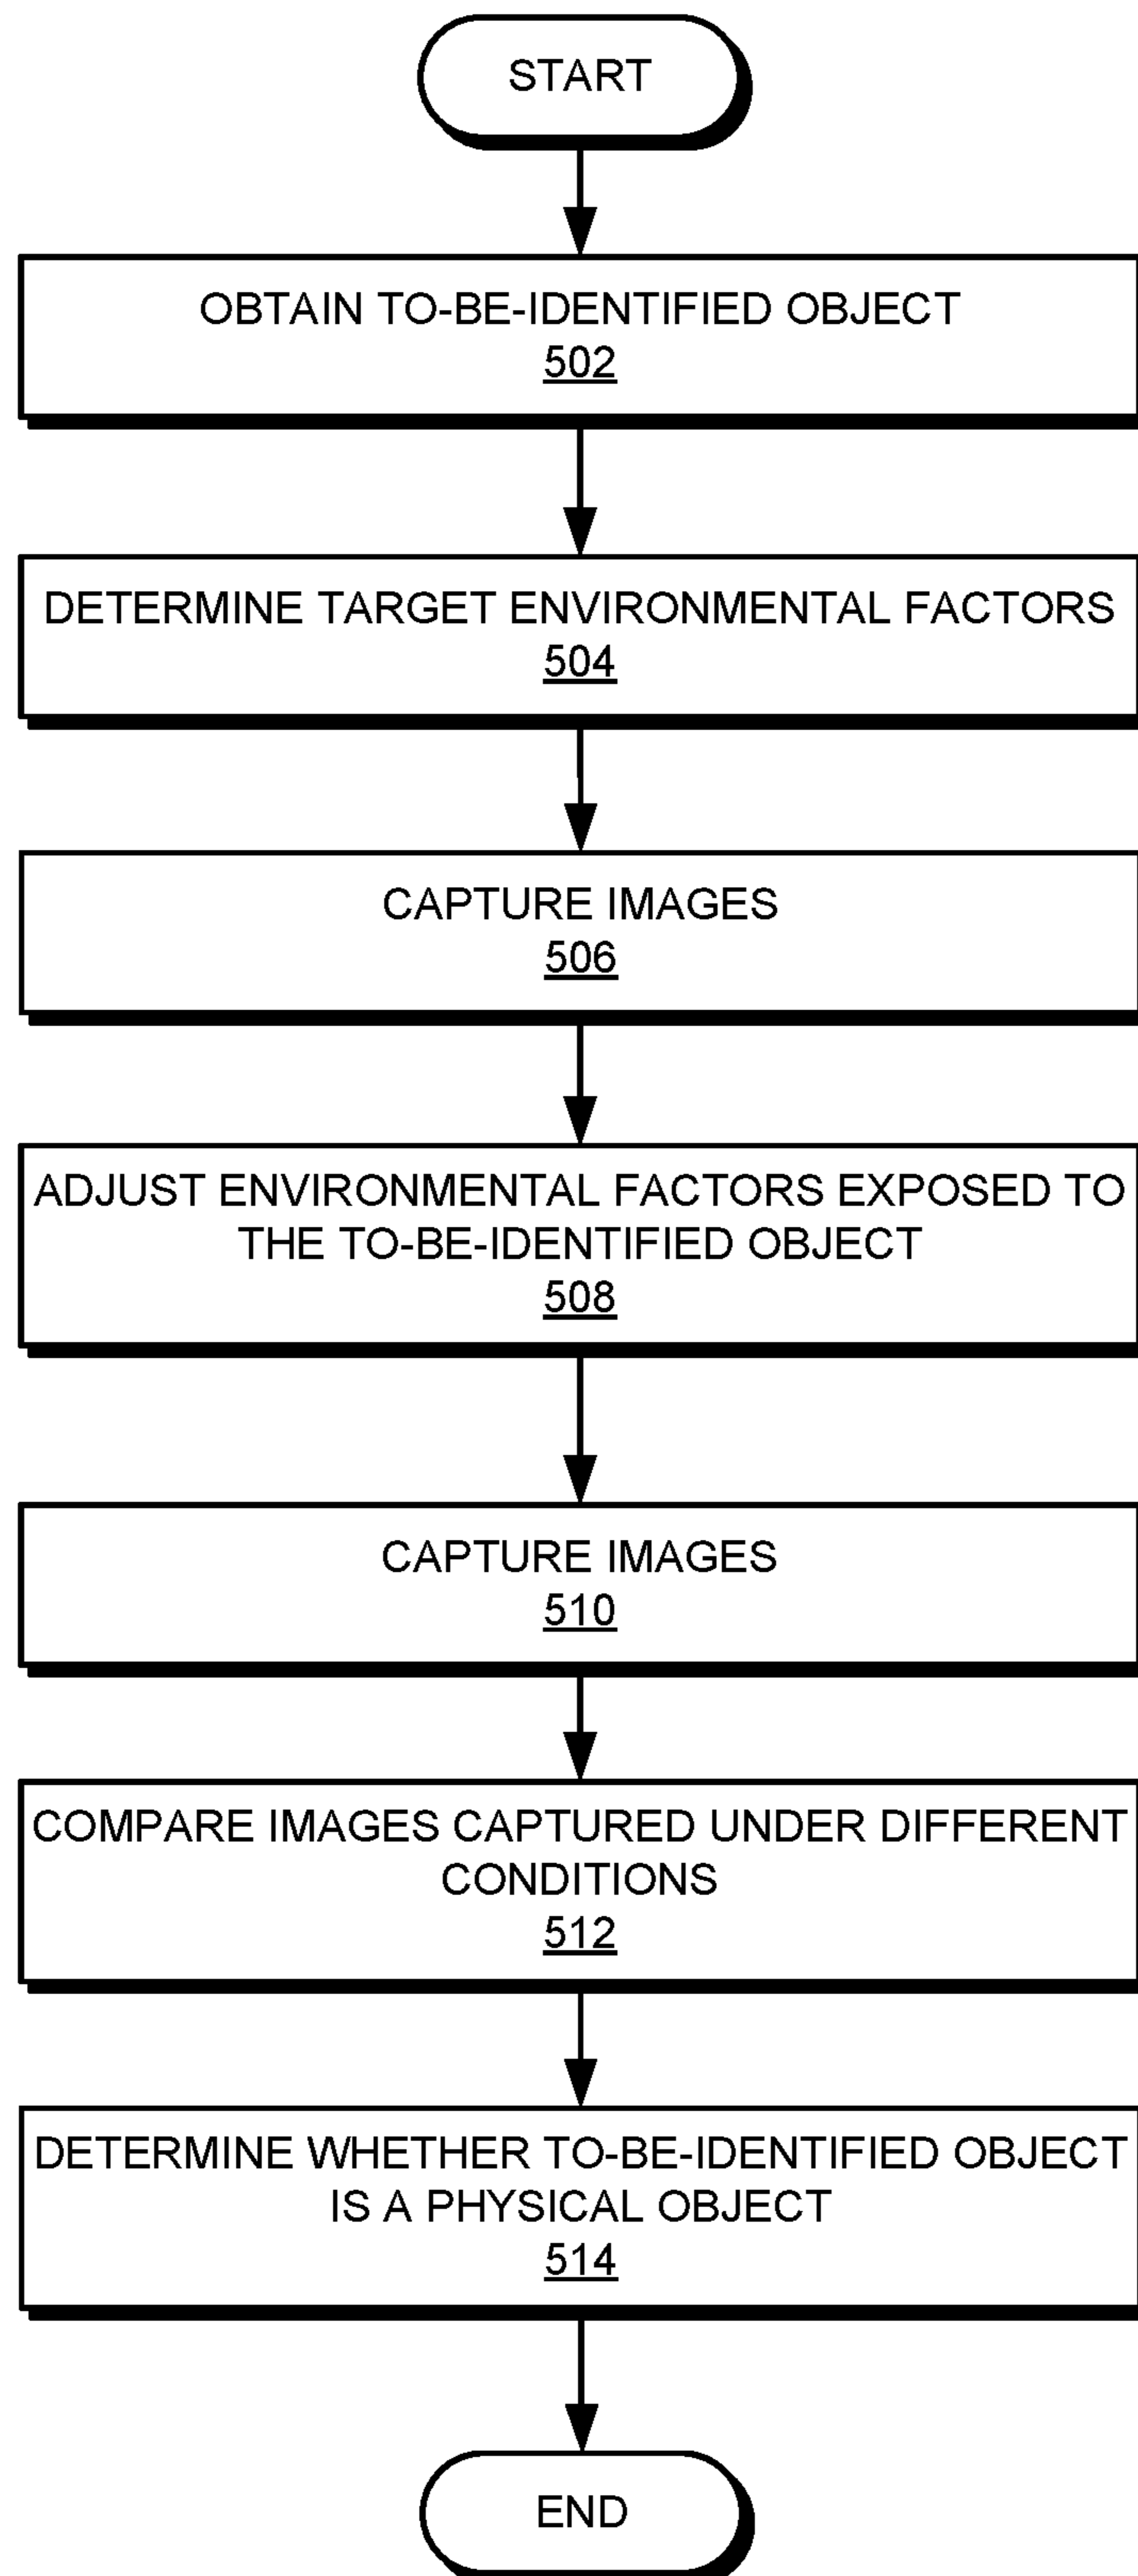 START
OBTAIN TO-BE-IDENTIFIED OBJECT
502
DETERMINE TARGET ENVIRONMENTAL FACTORS
504
CAPTURE IMAGES
506
ADJUST ENVIRONMENTAL FACTORS EXPOSED TO
THE TO-BE-IDENTIFIED OBJECT
508
CAPTURE IMAGES
510
COMPARE IMAGES CAPTURED UNDER DIFFERENT
CONDITIONS
512
DETERMINE WHETHER TO-BE-IDENTIFIED OBJECT
IS A PHYSICAL OBJECT
514
END